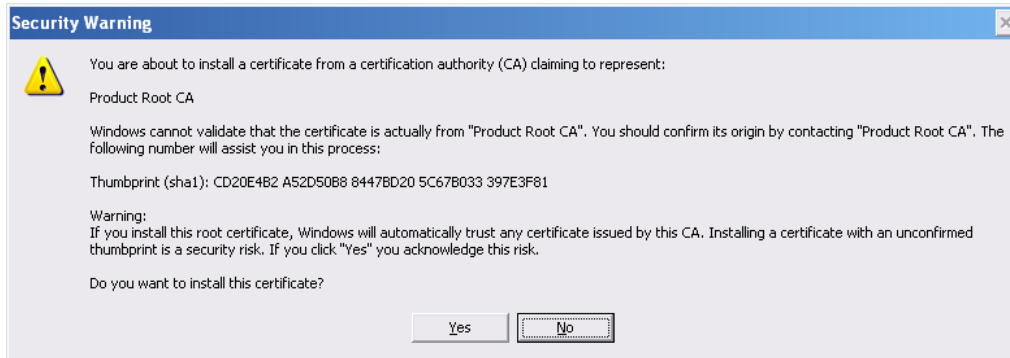 Security Warning
You are about to install a certificate from a certification authority (CA) claiming to represent:
Product Root CA
Windows cannot validate that the certificate is actually from "Product Root CA". You should confirm its origin by contacting "Product Root CA". The
following number will assist you in this process:
Thumbprint (sha1): CD20E4B2 A52D50B8 8447BD20 5C67B033 397E3F81
Warning:
If you install this root certificate, Windows will automatically trust any certificate issued by this CA. Installing a certificate with an unconfirmed
thumbprint is a security risk. If you click "Yes" you acknowledge this risk.
Do you want to install this certificate?
Yes
No